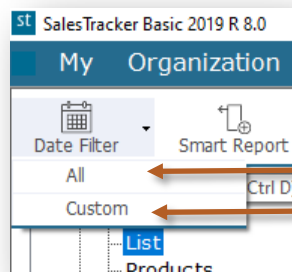 st SalesTracker Basic 2019 R 8.0
My Organization
Date Filter Smart Report
All
Ctrl D
Custom
List
Products